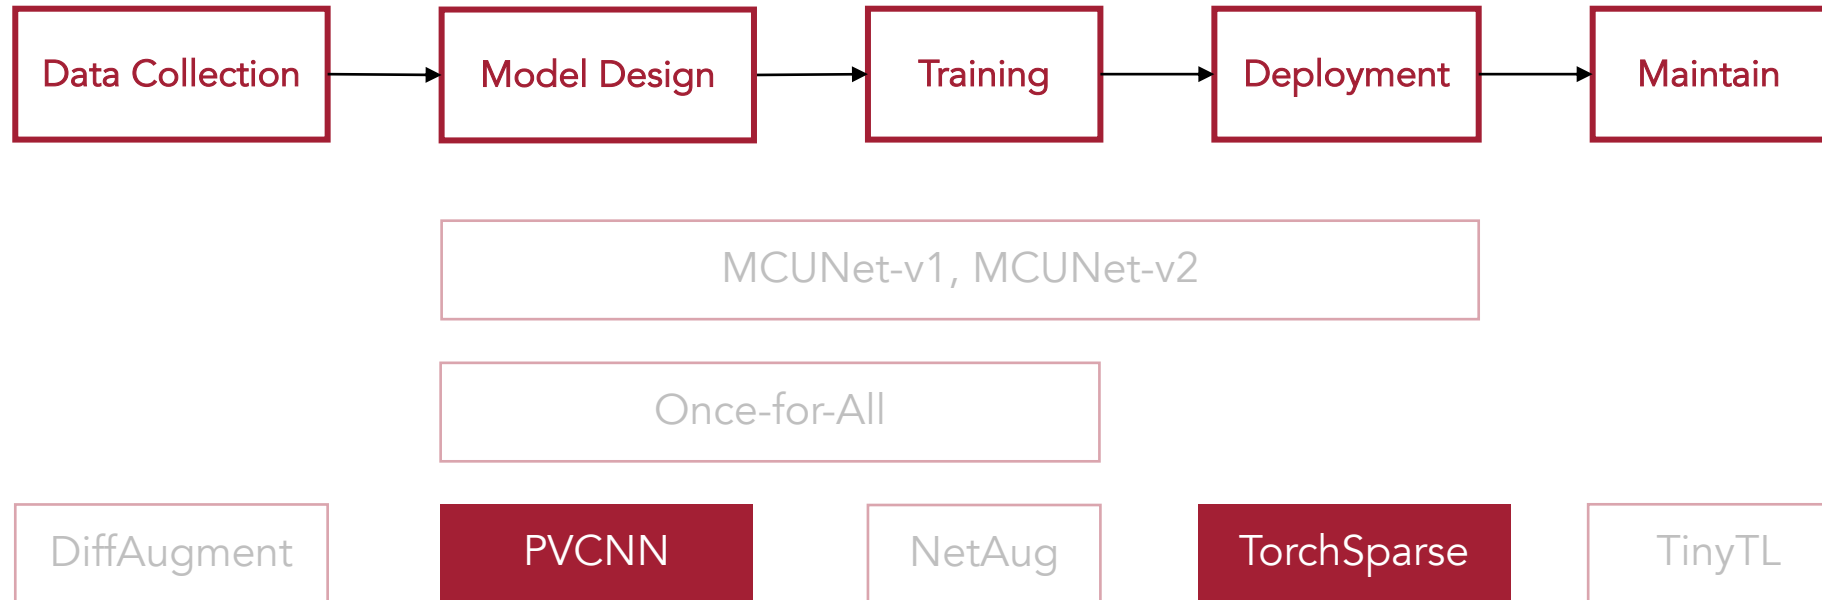 Data Collection
Model Design
Training
Deployment
Maintain
MCUNet-v1, MCUNet-v2
Once-for-All
DiffAugment
PVCNN
NetAug
TorchSparse
TinyTL